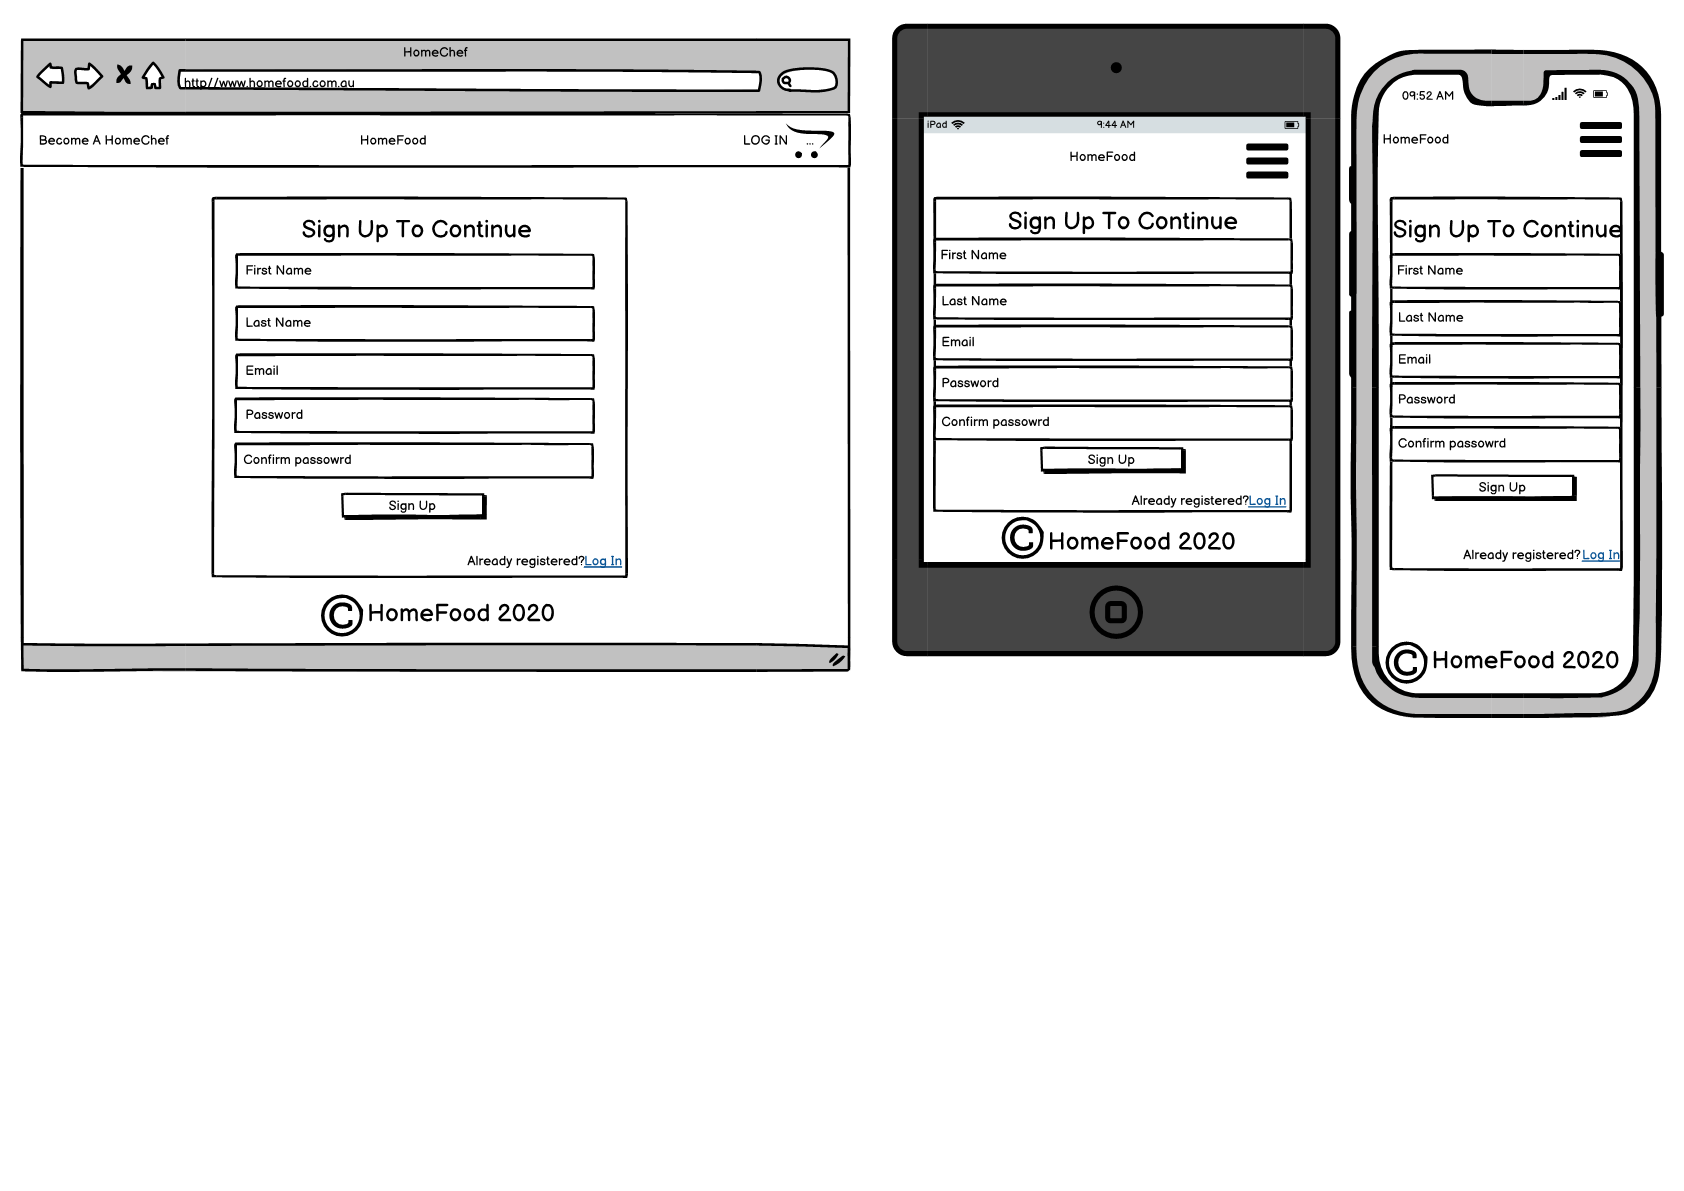 HomeChef
http//www.homefood.com.au
Become A HomeChef HomeFood LOG IN ...
Sign Up To Continue
First Name
Last Name
Email
Password
Confirm passowrd
Sign Up
Already registered?Log In
© HomeFood 2020
iPad 9:44 AM
HomeFood
Sign Up To Continue
First Name
Last Name
Email
Password
Confirm passowrd
Sign Up
Already registered?Log In
© HomeFood 2020
09:52 AM
HomeFood
Sign Up To Continue
First Name
Last Name
Email
Password
Confirm passowrd
Sign Up
Already registered? Log In
© HomeFood 2020